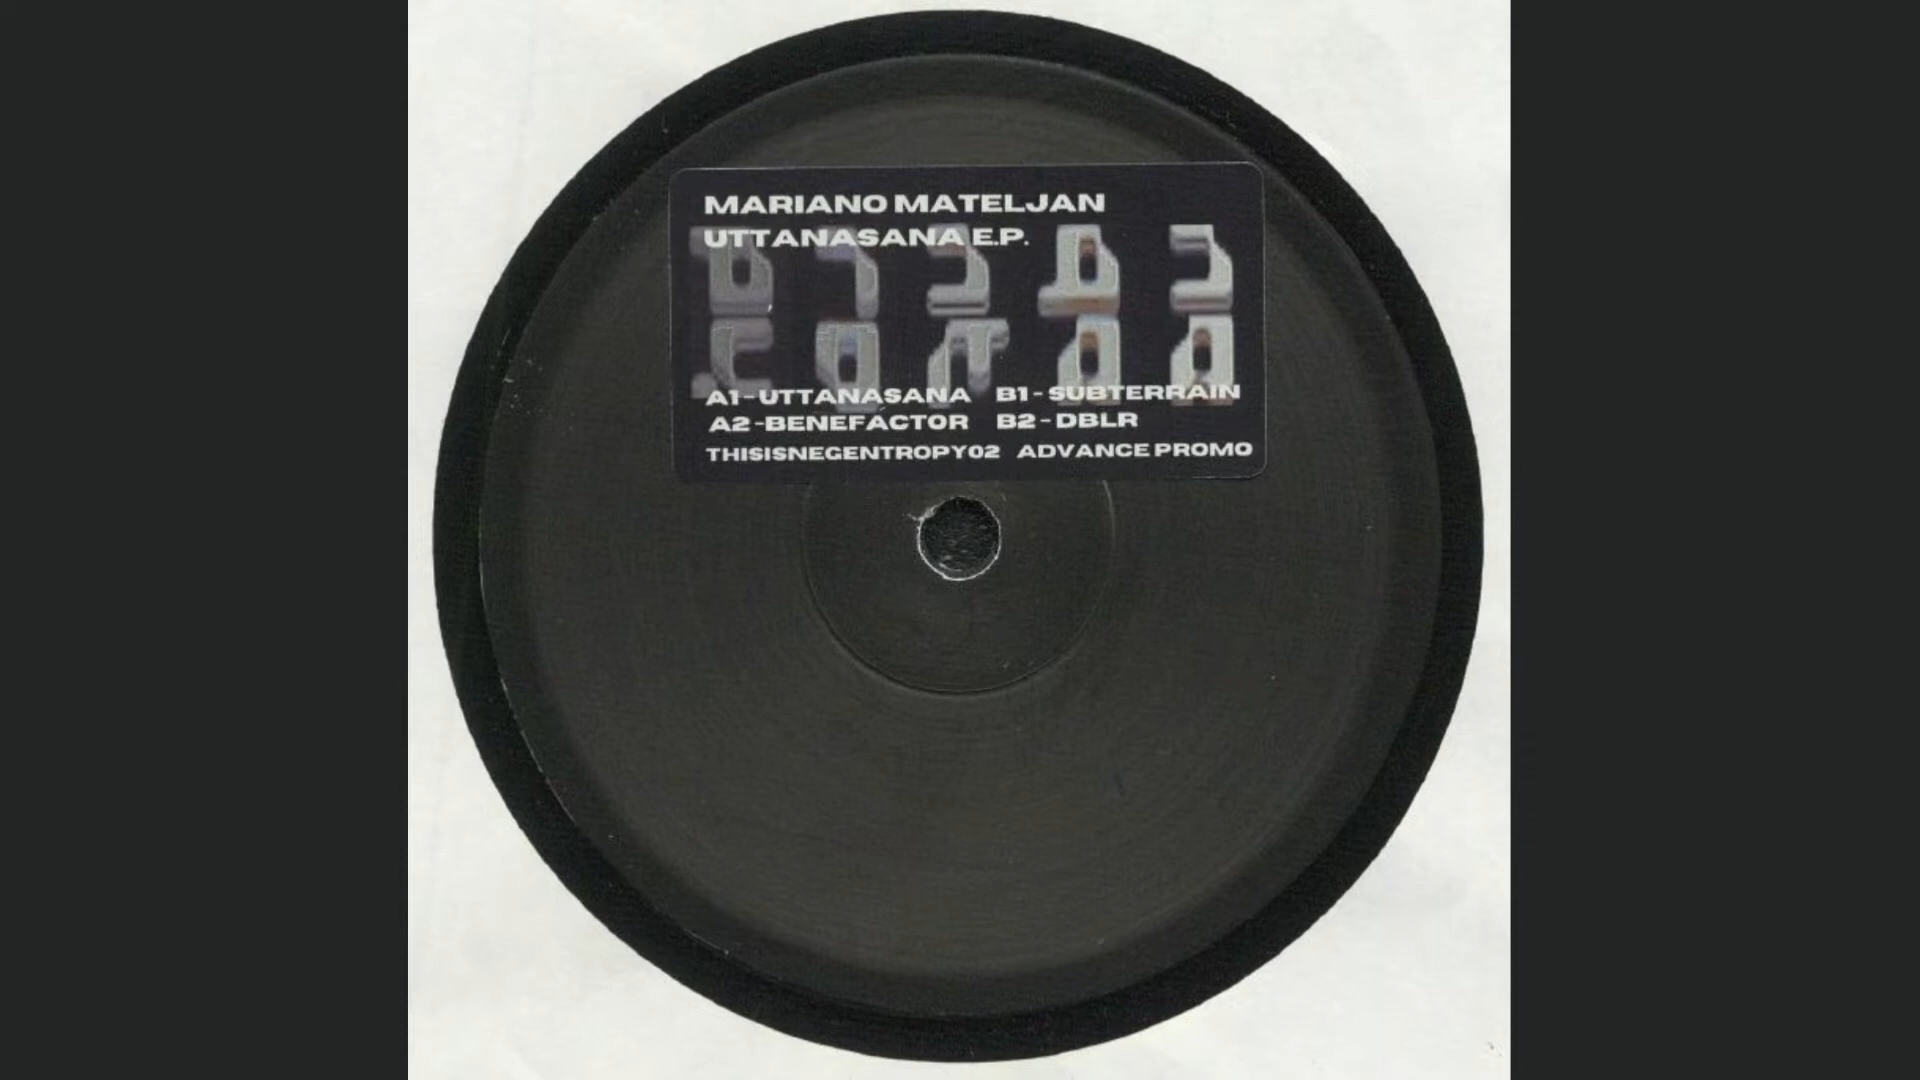 MARIANO MATELJAN
UTTANASANA E.P.
A1-UTTANASANA B1-SUBTERRAIN
A2-BENEFACTOR B2-DBLR
THISISNEGENTROPY02 ADVANCE PROMO